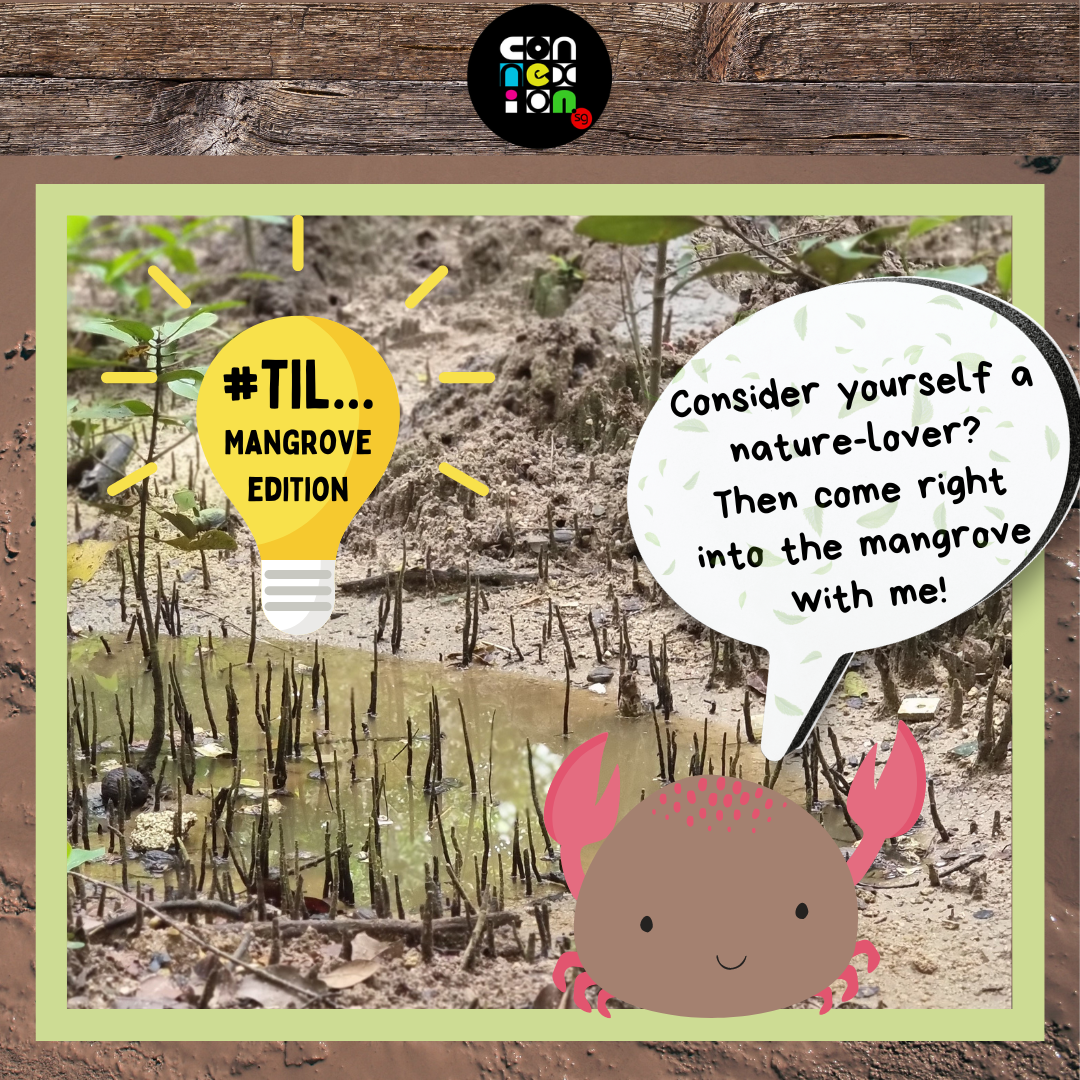 con
nex
ion
sg
#TIL...
MANGROVE
EDITION
Consider yourself a
nature-lover?
Then come right
into the mangrove
with me!